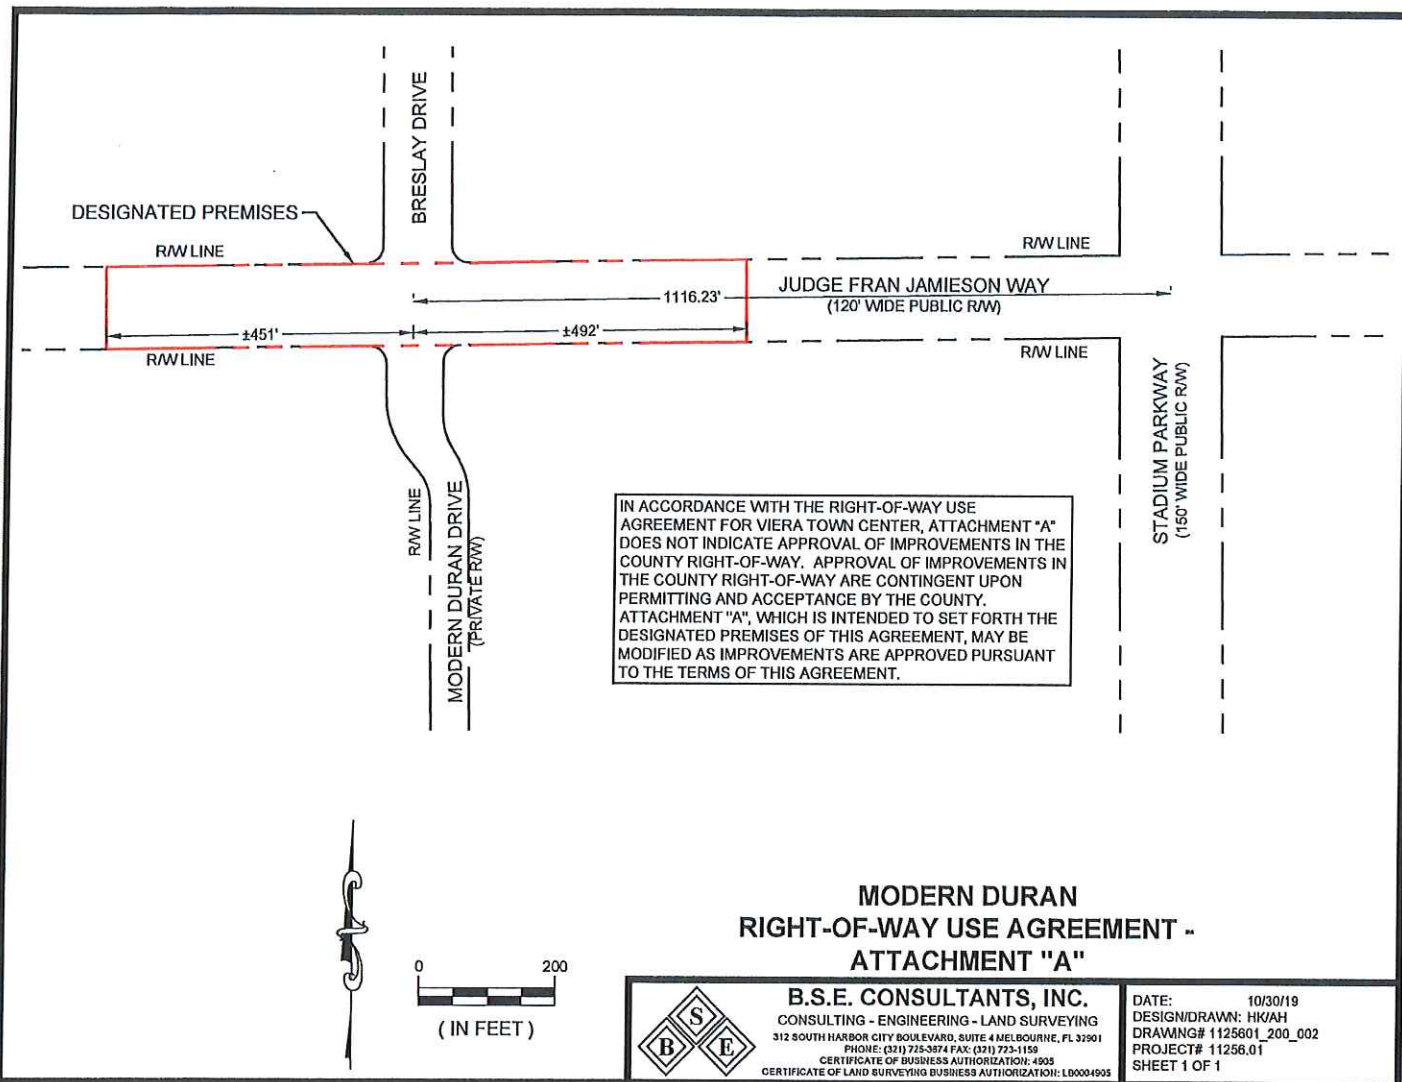 BRESLAY DRIVE
DESIGNATED PREMISES
R/W LINE
R/W LINE
JUDGE FRAN JAMIESON WAY
(120' WIDE PUBLIC R/W)
1116.23'
±451'
±492'
R/W LINE
R/W LINE
STADIUM PARKWAY
(150' WIDE PUBLIC R/W)
R/W LINE
MODERN DURAN DRIVE
(PRIVATE R/W)
IN ACCORDANCE WITH THE RIGHT-OF-WAY USE
AGREEMENT FOR VIERA TOWN CENTER, ATTACHMENT "A"
DOES NOT INDICATE APPROVAL OF IMPROVEMENTS IN THE
COUNTY RIGHT-OF-WAY. APPROVAL OF IMPROVEMENTS IN
THE COUNTY RIGHT-OF-WAY ARE CONTINGENT UPON
PERMITTING AND ACCEPTANCE BY THE COUNTY.
ATTACHMENT "A", WHICH IS INTENDED TO SET FORTH THE
DESIGNATED PREMISES OF THIS AGREEMENT, MAY BE
MODIFIED AS IMPROVEMENTS ARE APPROVED PURSUANT
TO THE TERMS OF THIS AGREEMENT.
0 200
( IN FEET )
MODERN DURAN
RIGHT-OF-WAY USE AGREEMENT -
ATTACHMENT "A"
B S E
B.S.E. CONSULTANTS, INC.
CONSULTING - ENGINEERING - LAND SURVEYING
312 SOUTH HARBOR CITY BOULEVARD, SUITE 4 MELBOURNE, FL 32901
PHONE: (321) 725-3674 FAX: (321) 723-1159
CERTIFICATE OF BUSINESS AUTHORIZATION: 4905
CERTIFICATE OF LAND SURVEYING BUSINESS AUTHORIZATION: LB0004905
DATE: 10/30/19
DESIGN/DRAWN: HK/AH
DRAWING# 1125601_200_002
PROJECT# 11256.01
SHEET 1 OF 1